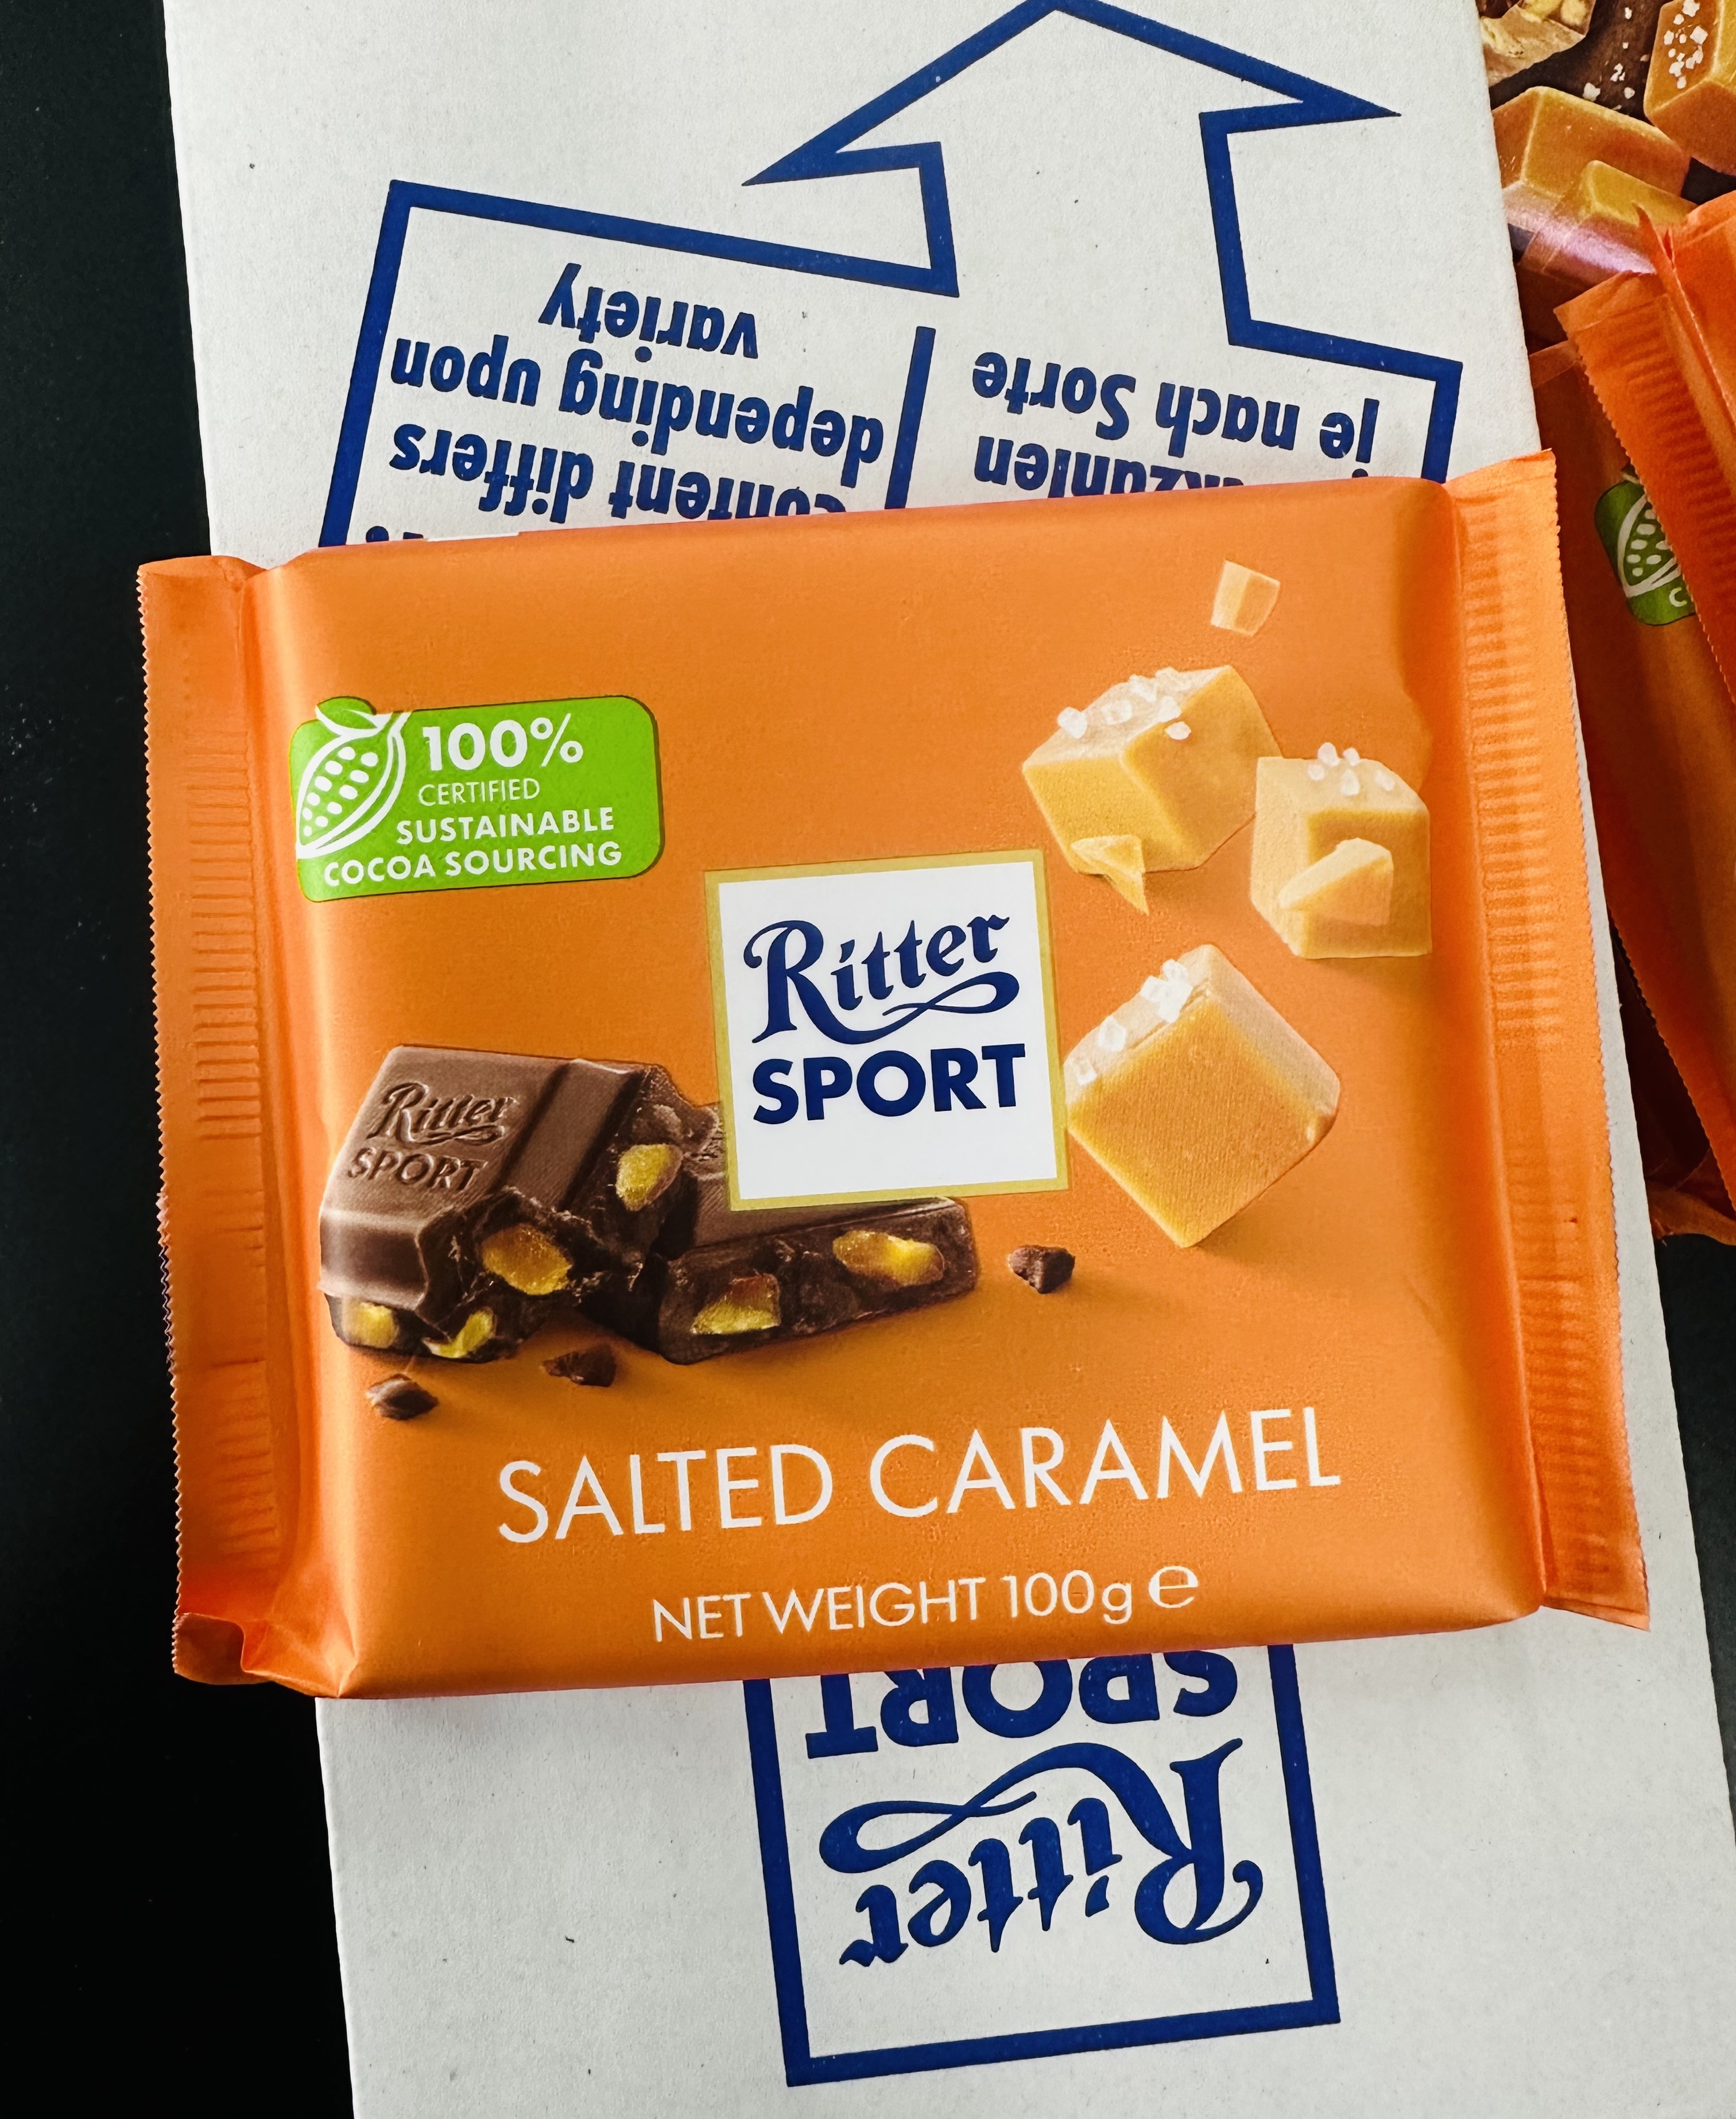 variety
depending upon
content differs
je nach Sorte
100%
CERTIFIED
SUSTAINABLE
COCOA SOURCING
Ritter
SPORT
Ritter
SPORT
SALTED CARAMEL
NET WEIGHT 100g e
SPORT
Ritter